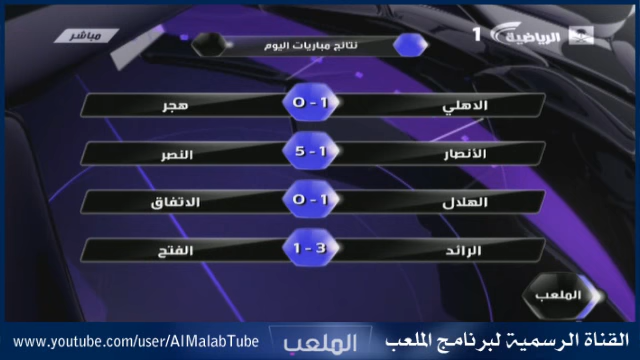 الرياضية 1
مباشر
نتائج مباريات اليوم
الاهلي 1 - 0 هجر
الأنصار 1 - 5 النصر
الهلال 1 - 0 الاتفاق
الرائد 3 - 1 الفتح
الملعب
القناة الرسمية لبرنامج الملعب
الملعب
www.youtube.com/user/AlMalabTube